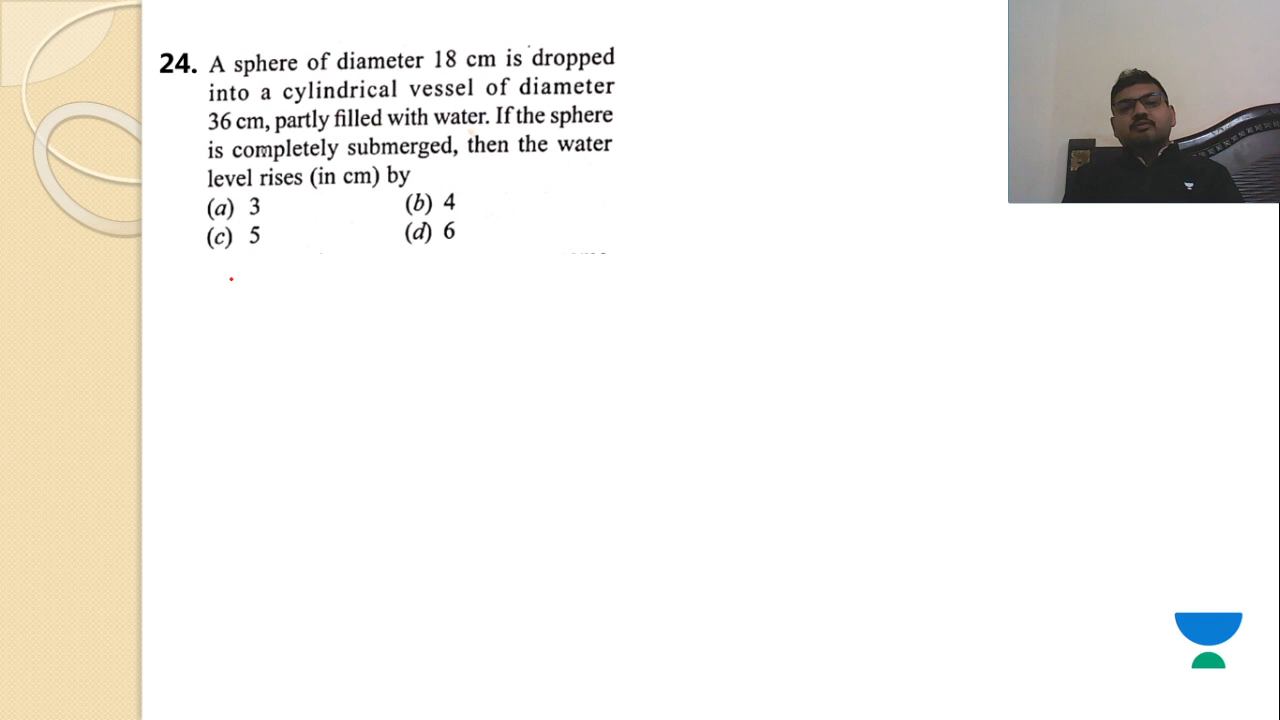 24. A sphere of diameter 18 cm is dropped
into a cylindrical vessel of diameter
36 cm, partly filled with water. If the sphere
is completely submerged, then the water
level rises (in cm) by
(a) 3 (b) 4
(c) 5 (d) 6